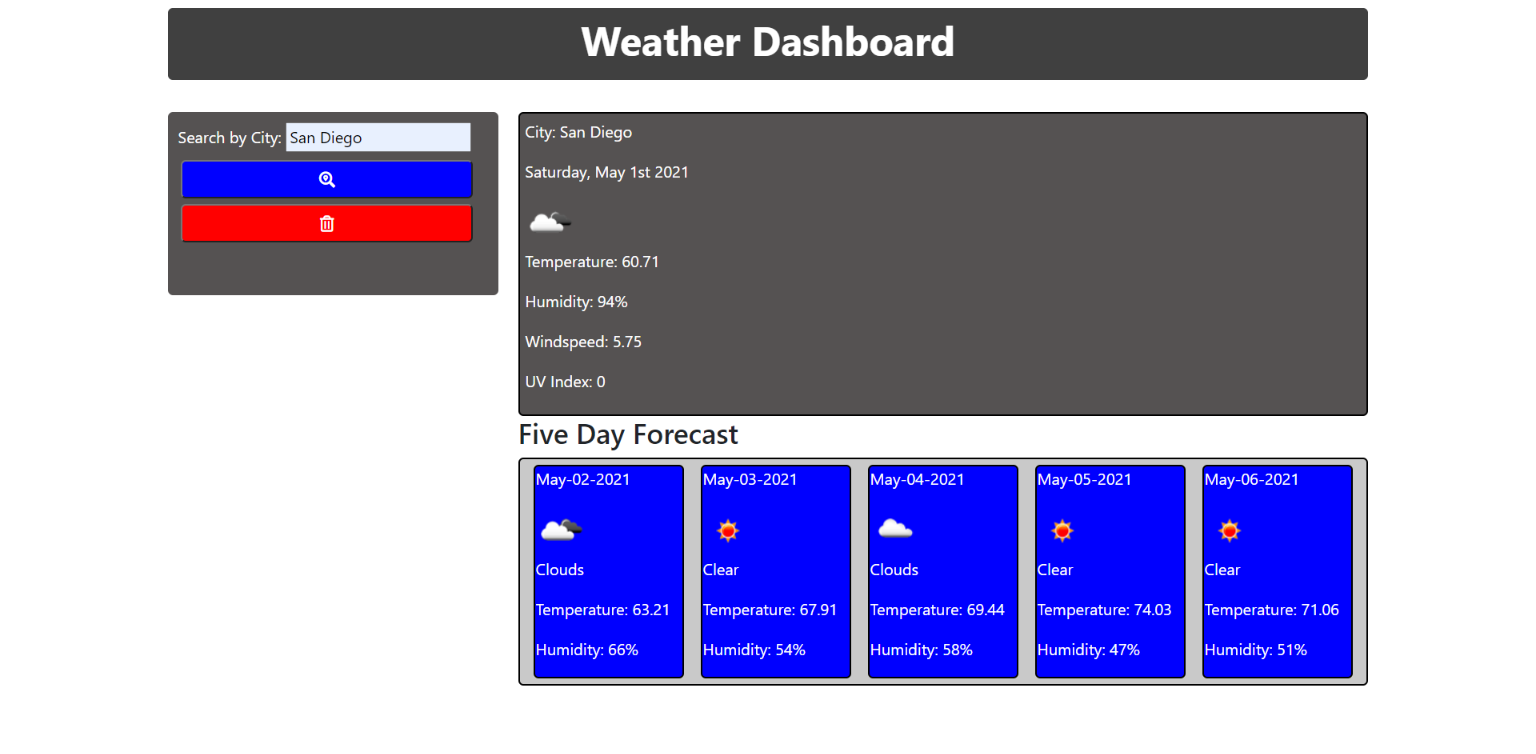 Weather Dashboard
Search by City: San Diego
City: San Diego
Saturday, May 1st 2021
Temperature: 60.71
Humidity: 94%
Windspeed: 5.75
UV Index: 0
Five Day Forecast
May-02-2021
Clouds
Temperature: 63.21
Humidity: 66%
May-03-2021
Clear
Temperature: 67.91
Humidity: 54%
May-04-2021
Clouds
Temperature: 69.44
Humidity: 58%
May-05-2021
Clear
Temperature: 74.03
Humidity: 47%
May-06-2021
Clear
Temperature: 71.06
Humidity: 51%